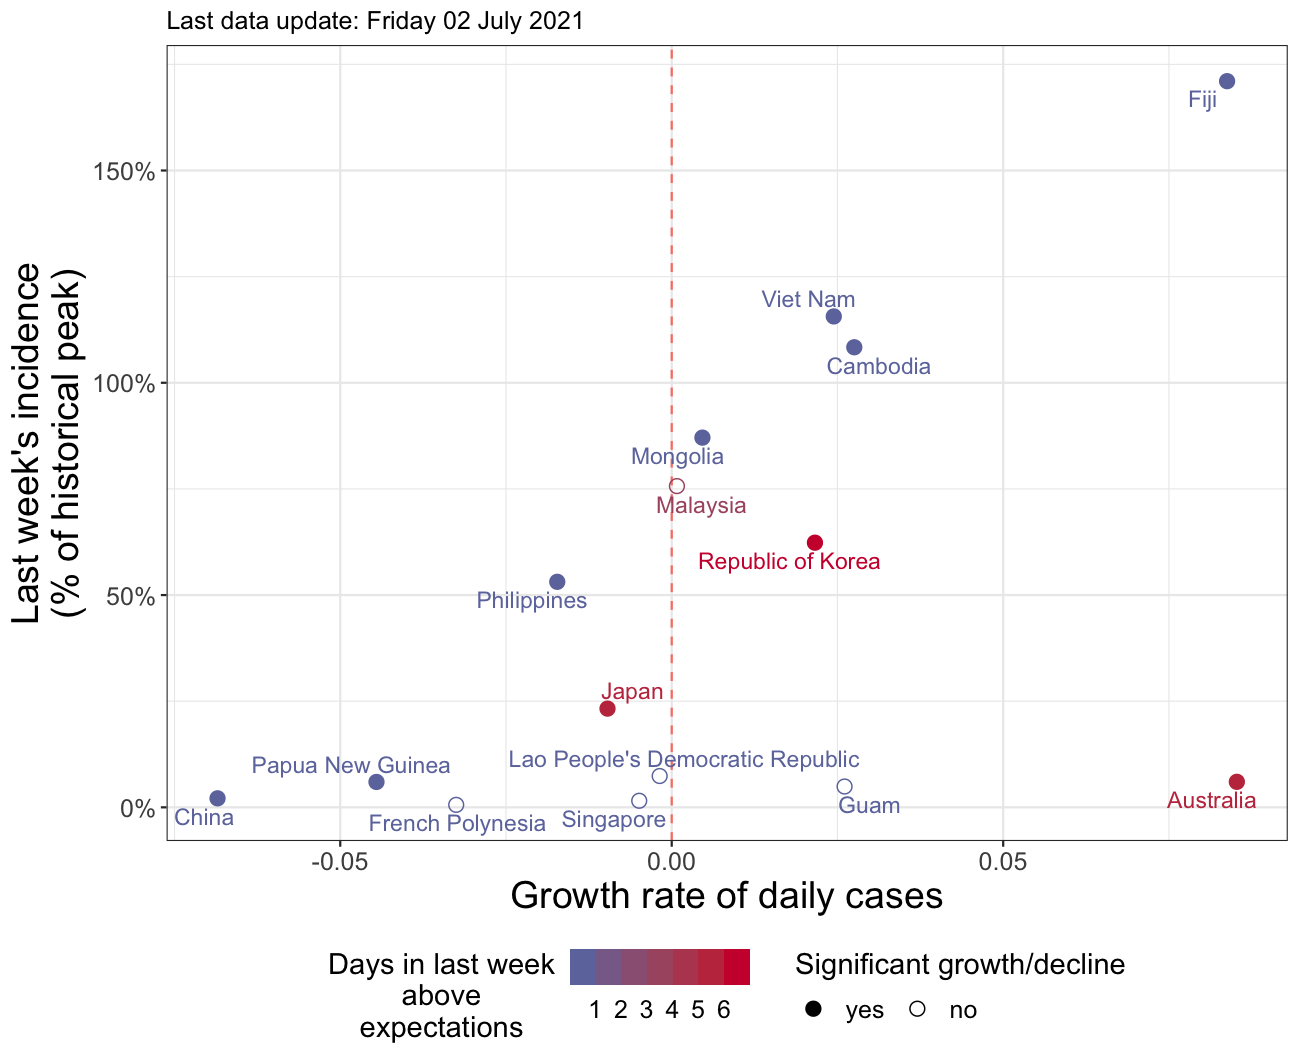 Last data update: Friday 02 July 2021
Last week's incidence
(% of historical peak)
150%
100%
50%
0%
Fiji
Viet Nam
Cambodia
Mongolia
Malaysia
Republic of Korea
Philippines
Japan
Lao People's Democratic Republic
Papua New Guinea
China
French Polynesia
Singapore
Guam
Australia
-0.05 0.00 0.05
Growth rate of daily cases
Days in last week
above
expectations
1 2 3 4 5 6
Significant growth/decline
yes no